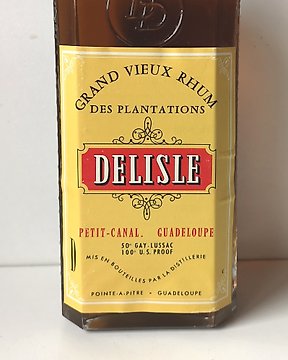 GRAND VIEUX RHUM
DES PLANTATIONS
DELISLE
PETIT-CANAL. GUADELOUPE
50° GAY-LUSSAC
100° U.S. PROOF
MIS EN BOUTEILLES PAR LA DISTILLERIE
POINTE-A-PITRE • GUADELOUPE